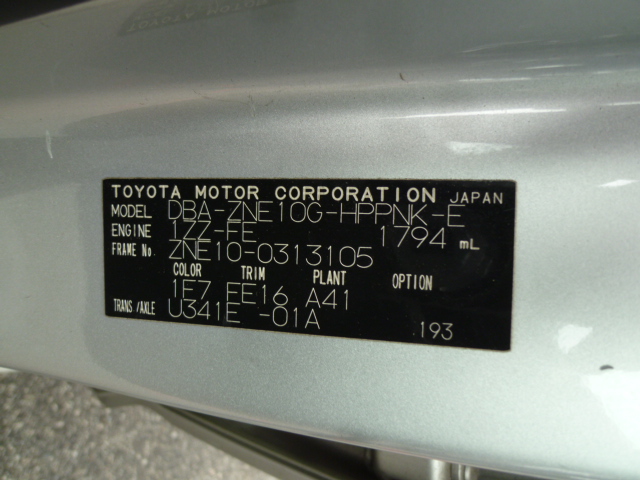 TOYOTA MOTOR CORPORATION JAPAN
MODEL DBA-ZNE10G-HPPNK-E
ENGINE 1ZZ-FE 1794 mL
FRAME No. ZNE10-0313105
COLOR TRIM PLANT OPTION
1F7 FE16 A41
TRANS/AXLE U341E -01A
193